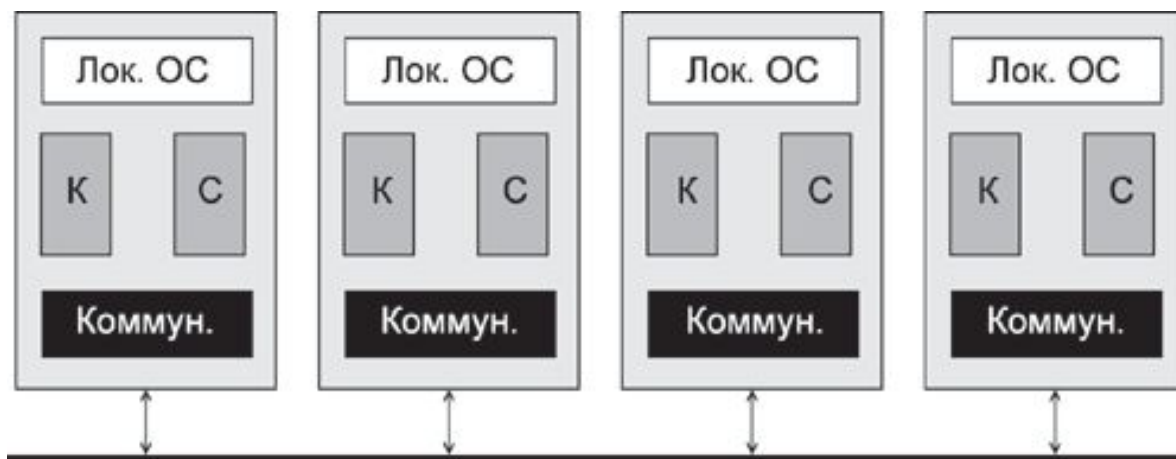 Лок. ОС Лок. ОС Лок. ОС Лок. ОС
К С К С К С К С
Коммун. Коммун. Коммун. Коммун.